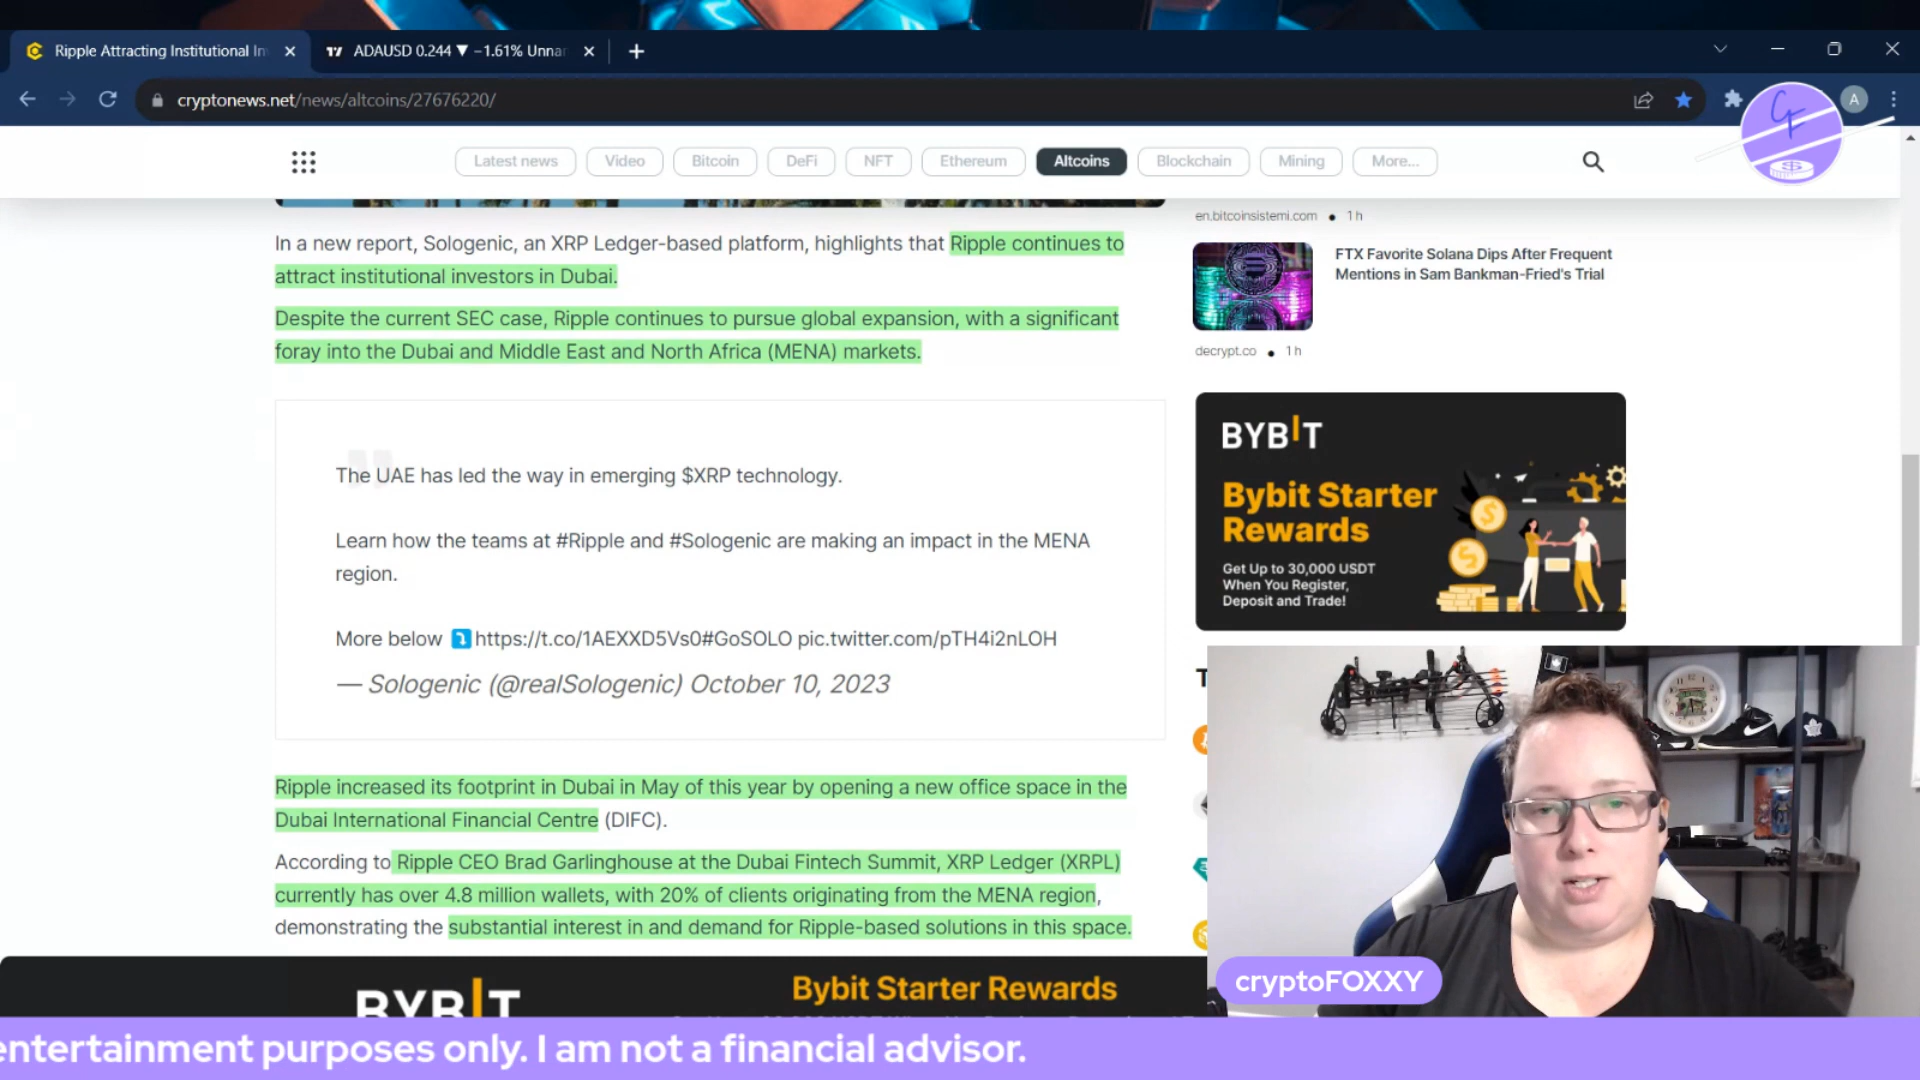 Ripple Attracting Institutional In
ADAUSD 0.244 ▼ −1.61% Unna
cryptonews.net/news/altcoins/27676220/
A
Latest news
Video
Bitcoin
DeFi
NFT
Ethereum
Altcoins
Blockchain
Mining
More...
In a new report, Sologenic, an XRP Ledger-based platform, highlights that Ripple continues to
attract institutional investors in Dubai.
Despite the current SEC case, Ripple continues to pursue global expansion, with a significant
foray into the Dubai and Middle East and North Africa (MENA) markets.
The UAE has led the way in emerging $XRP technology.
Learn how the teams at #Ripple and #Sologenic are making an impact in the MENA
region.
More below ⤵ https://t.co/1AEXXD5Vs0#GoSOLO pic.twitter.com/pTH4i2nLOH
— Sologenic (@realSologenic) October 10, 2023
Ripple increased its footprint in Dubai in May of this year by opening a new office space in the
Dubai International Financial Centre (DIFC).
According to Ripple CEO Brad Garlinghouse at the Dubai Fintech Summit, XRP Ledger (XRPL)
currently has over 4.8 million wallets, with 20% of clients originating from the MENA region,
demonstrating the substantial interest in and demand for Ripple-based solutions in this space.
en.bitcoinsistemi.com ● 1 h
FTX Favorite Solana Dips After Frequent
Mentions in Sam Bankman-Fried's Trial
decrypt.co ● 1 h
BYBIT
Bybit Starter
Rewards
Get Up to 30,000 USDT
When You Register,
Deposit and Trade!
BYBIT
Bybit Starter Rewards
cryptoFOXXY
entertainment purposes only. I am not a financial advisor.